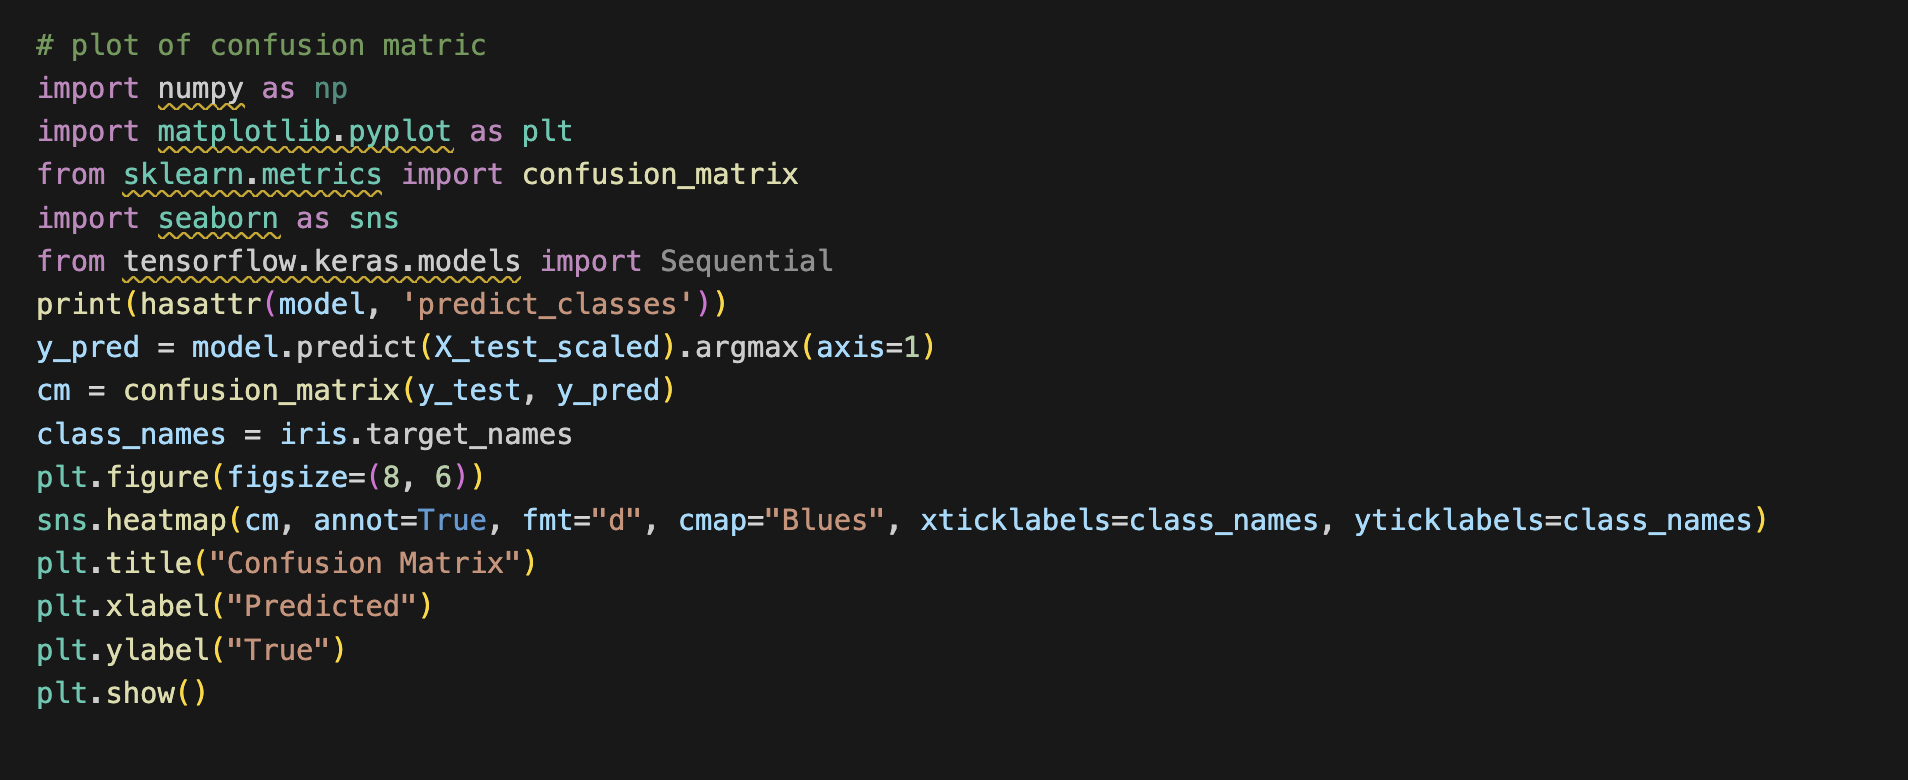 # plot of confusion matric
import numpy as np
import matplotlib.pyplot as plt
from sklearn.metrics import confusion_matrix
import seaborn as sns
from tensorflow.keras.models import Sequential
print(hasattr(model, 'predict_classes'))
y_pred = model.predict(X_test_scaled).argmax(axis=1)
cm = confusion_matrix(y_test, y_pred)
class_names = iris.target_names
plt.figure(figsize=(8, 6))
sns.heatmap(cm, annot=True, fmt="d", cmap="Blues", xticklabels=class_names, yticklabels=class_names)
plt.title("Confusion Matrix")
plt.xlabel("Predicted")
plt.ylabel("True")
plt.show()